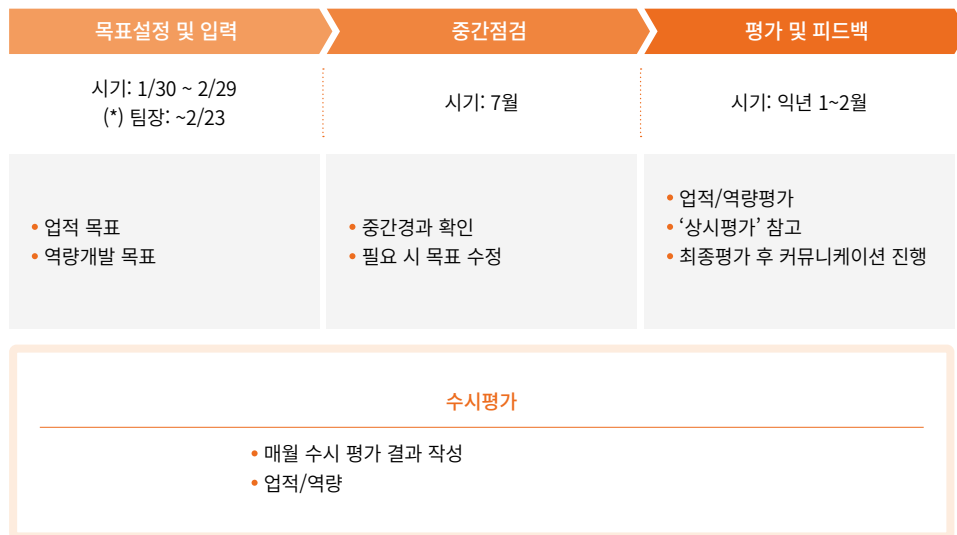 목표설정 및 입력
중간점검
평가 및 피드백
시기: 1/30 ~ 2/29
(*) 팀장: ~2/23
시기: 7월
시기: 익년 1~2월
• 업적 목표
• 역량개발 목표
• 중간경과 확인
• 필요 시 목표 수정
• 업적/역량평가
• ‘상시평가’ 참고
• 최종평가 후 커뮤니케이션 진행
수시평가
• 매월 수시 평가 결과 작성
• 업적/역량